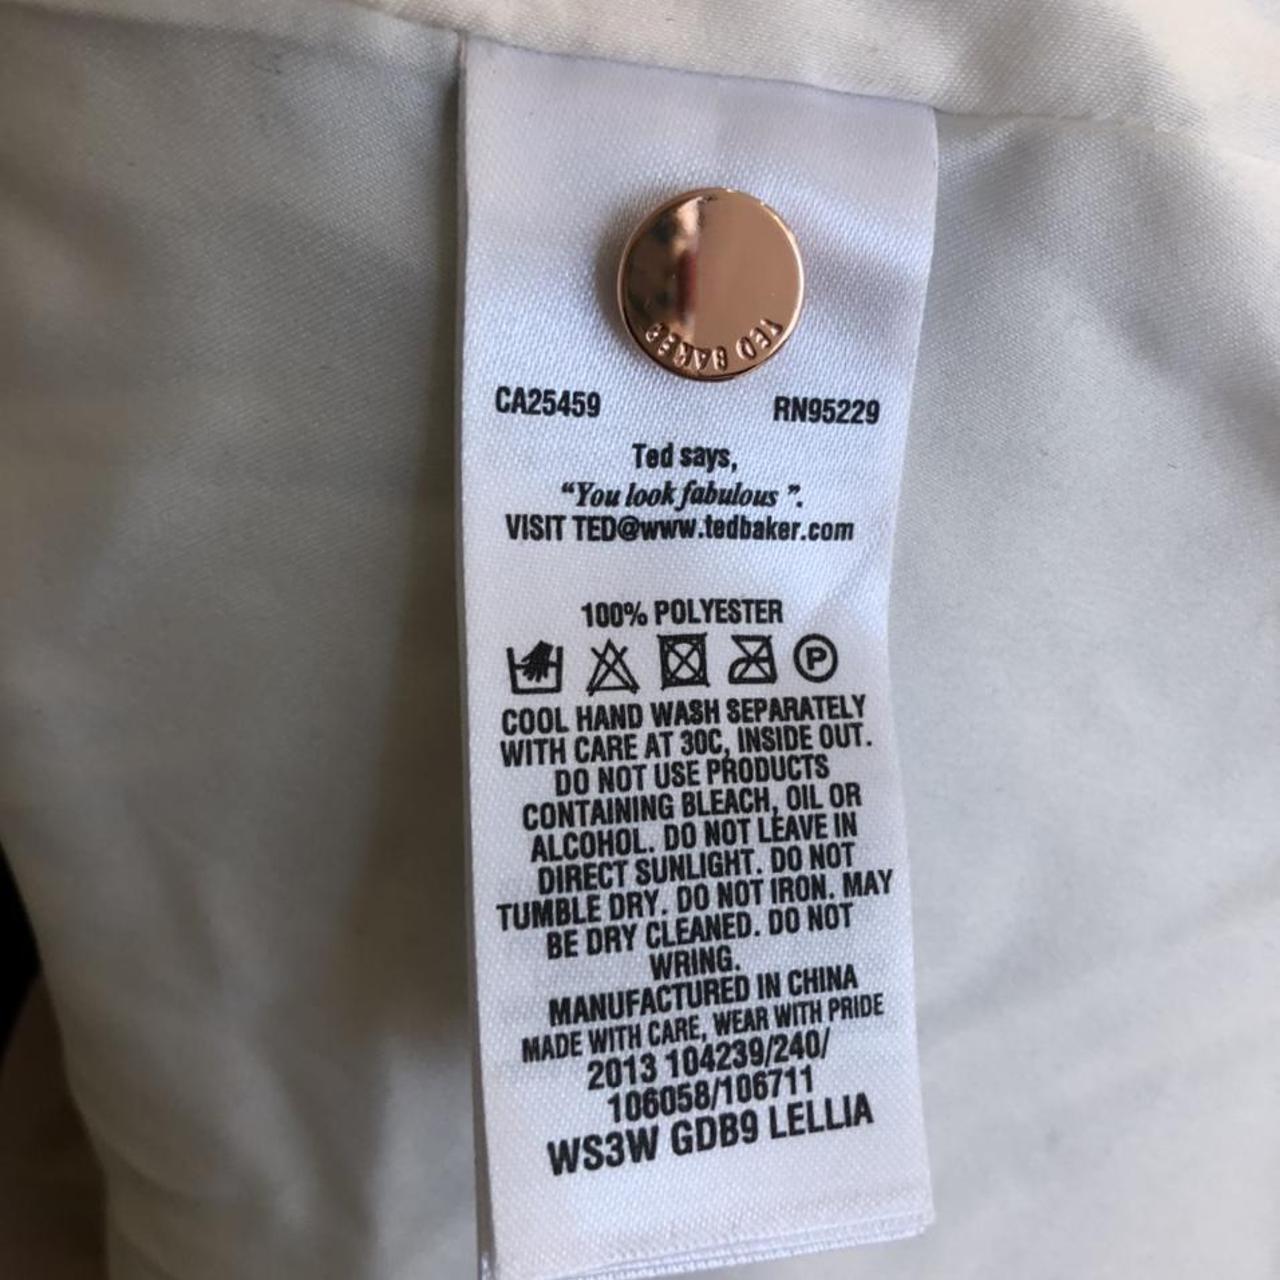 TED BAKER
CA25459 RN95229
Ted says,
“You look fabulous ”.
VISIT TED@www.tedbaker.com
100% POLYESTER
P
COOL HAND WASH SEPARATELY
WITH CARE AT 30C, INSIDE OUT.
DO NOT USE PRODUCTS
CONTAINING BLEACH, OIL OR
ALCOHOL. DO NOT LEAVE IN
DIRECT SUNLIGHT. DO NOT
TUMBLE DRY. DO NOT IRON. MAY
BE DRY CLEANED. DO NOT
WRING.
MANUFACTURED IN CHINA
MADE WITH CARE, WEAR WITH PRIDE
2013 104239/240/
106058/106711
WS3W GDB9 LELLIA